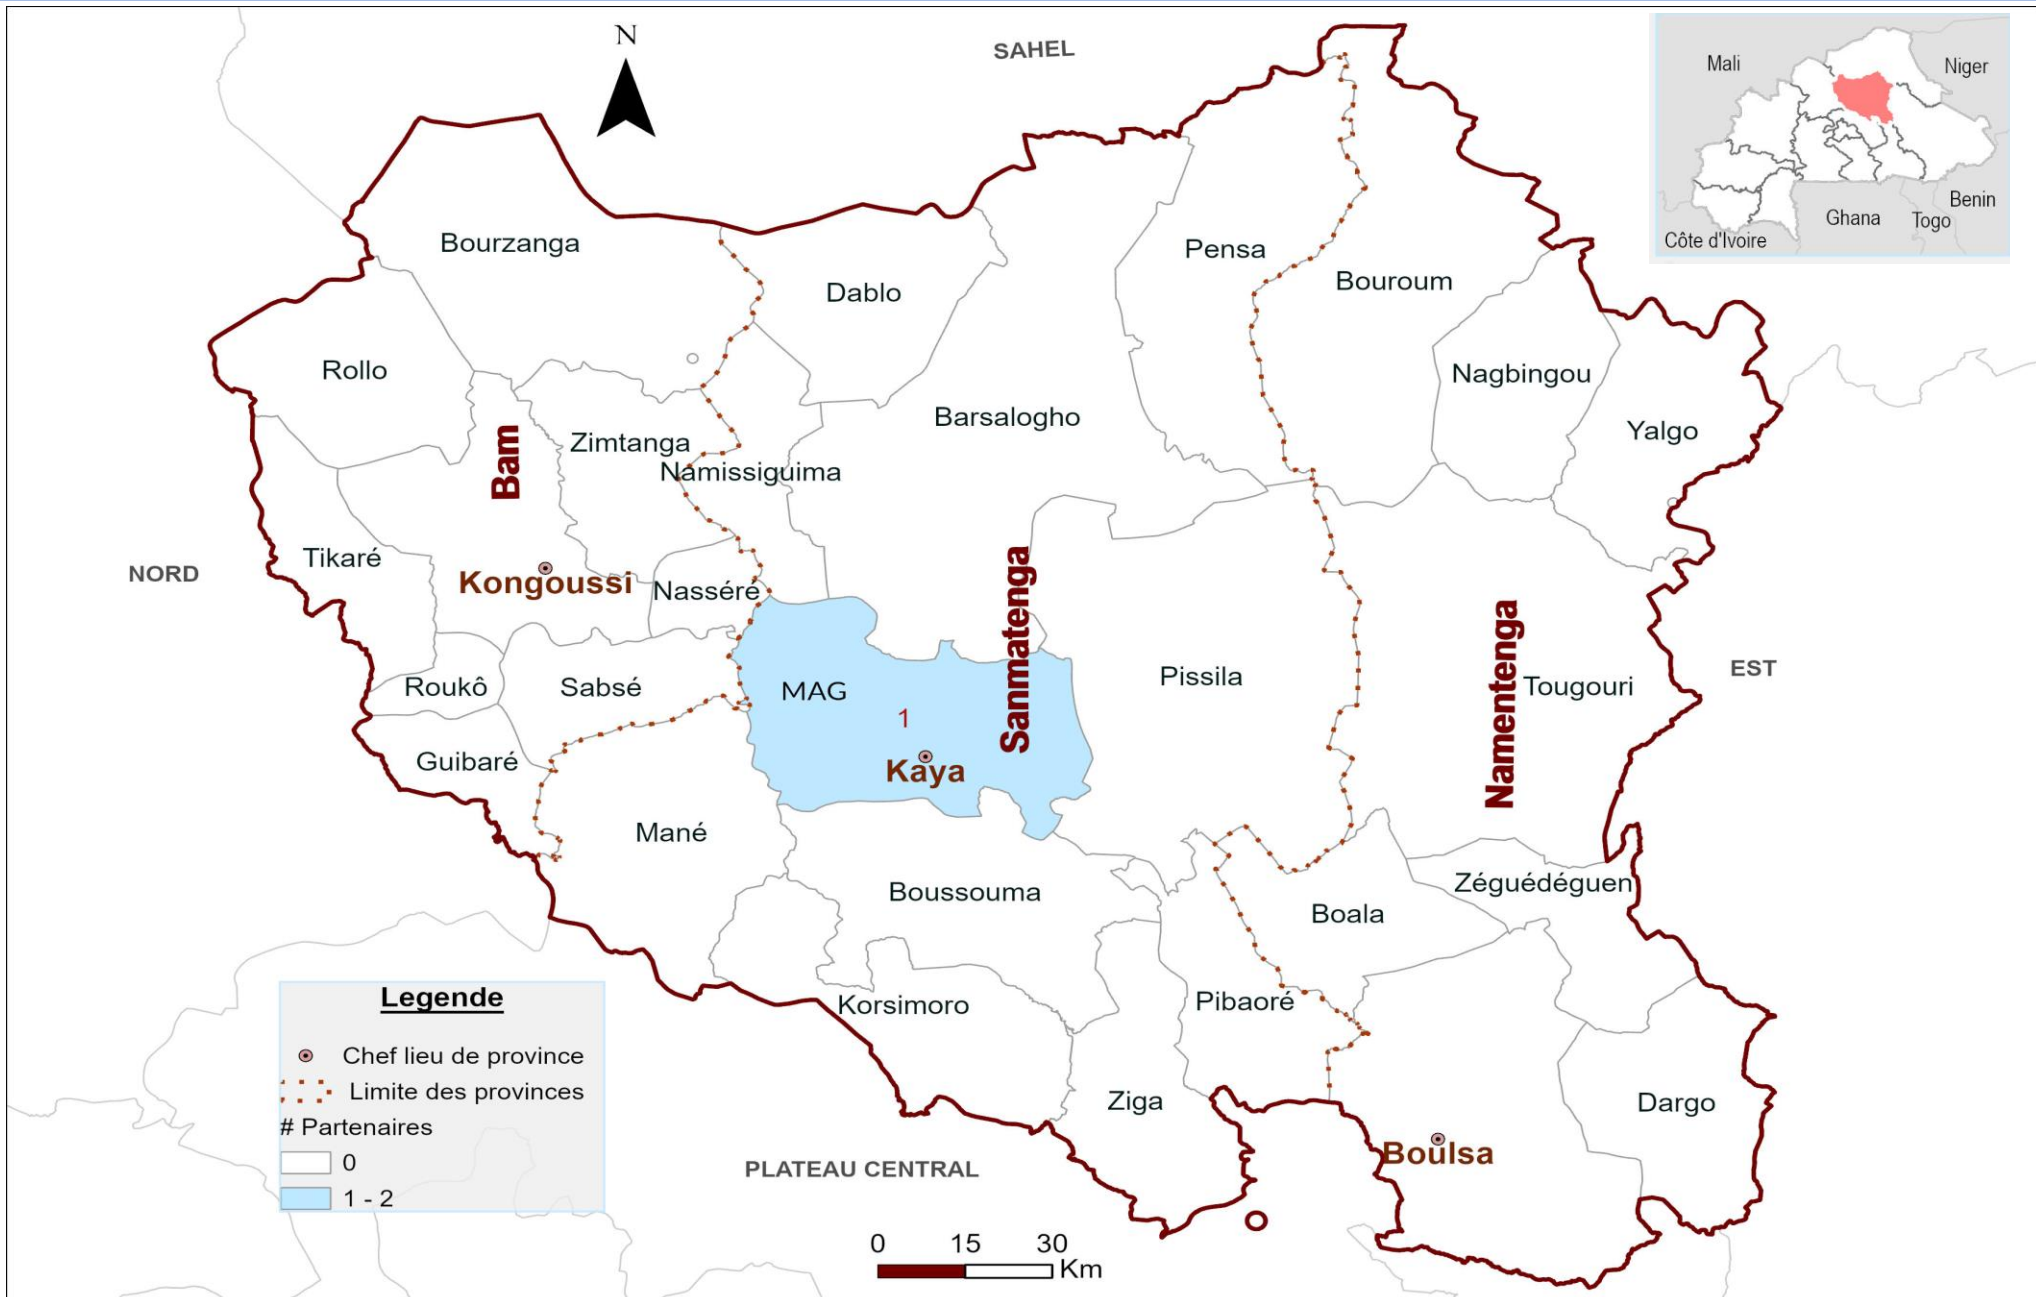 N
SAHEL
Mali
Niger
Benin
Ghana
Togo
Côte d'Ivoire
Bourzanga
Pensa
Bouroum
Dablo
Rollo
Nagbingou
Barsalogho
Yalgo
Zimtanga
Bam
Namissiguima
Tikaré
NORD
Kongoussi
Nasséré
Sanmatenga
Namentenga
EST
Roukô
Sabsé
MAG
Pissila
Tougouri
1
Guibaré
Kaya
Mané
Boussouma
Zéguédéguen
Boala
Korsimoro
Pibaoré
Ziga
Dargo
Boulsa
PLATEAU CENTRAL
Legende
Chef lieu de province
Limite des provinces
# Partenaires
0
1 - 2
0 15 30
Km